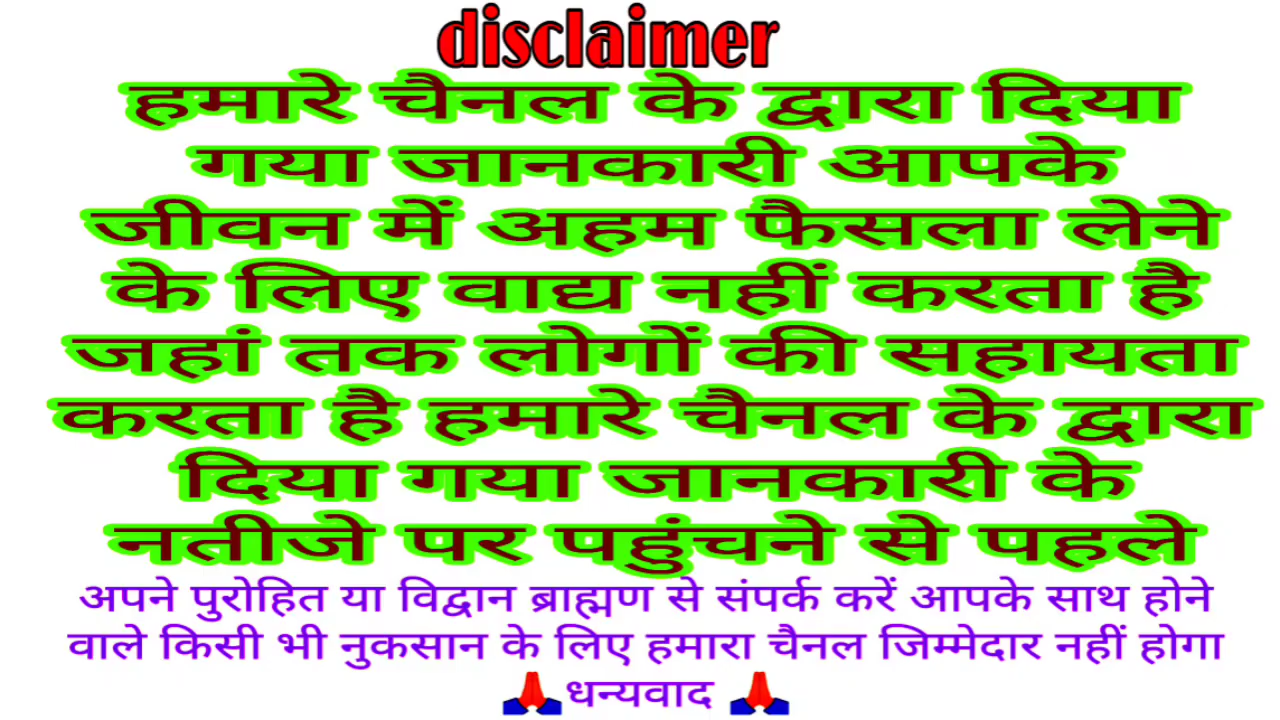 disclaimer
हमारे चैनल के द्वारा दिया
गया जानकारी आपके
जीवन में अहम फैसला लेने
के लिए वाद्य नहीं करता है
जहां तक लोगों की सहायता
करता है हमारे चैनल के द्वारा
दिया गया जानकारी के
नतीजे पर पहुंचने से पहले
अपने पुरोहित या विद्वान ब्राह्मण से संपर्क करें आपके साथ होने
वाले किसी भी नुकसान के लिए हमारा चैनल जिम्मेदार नहीं होगा
🙏धन्यवाद 🙏